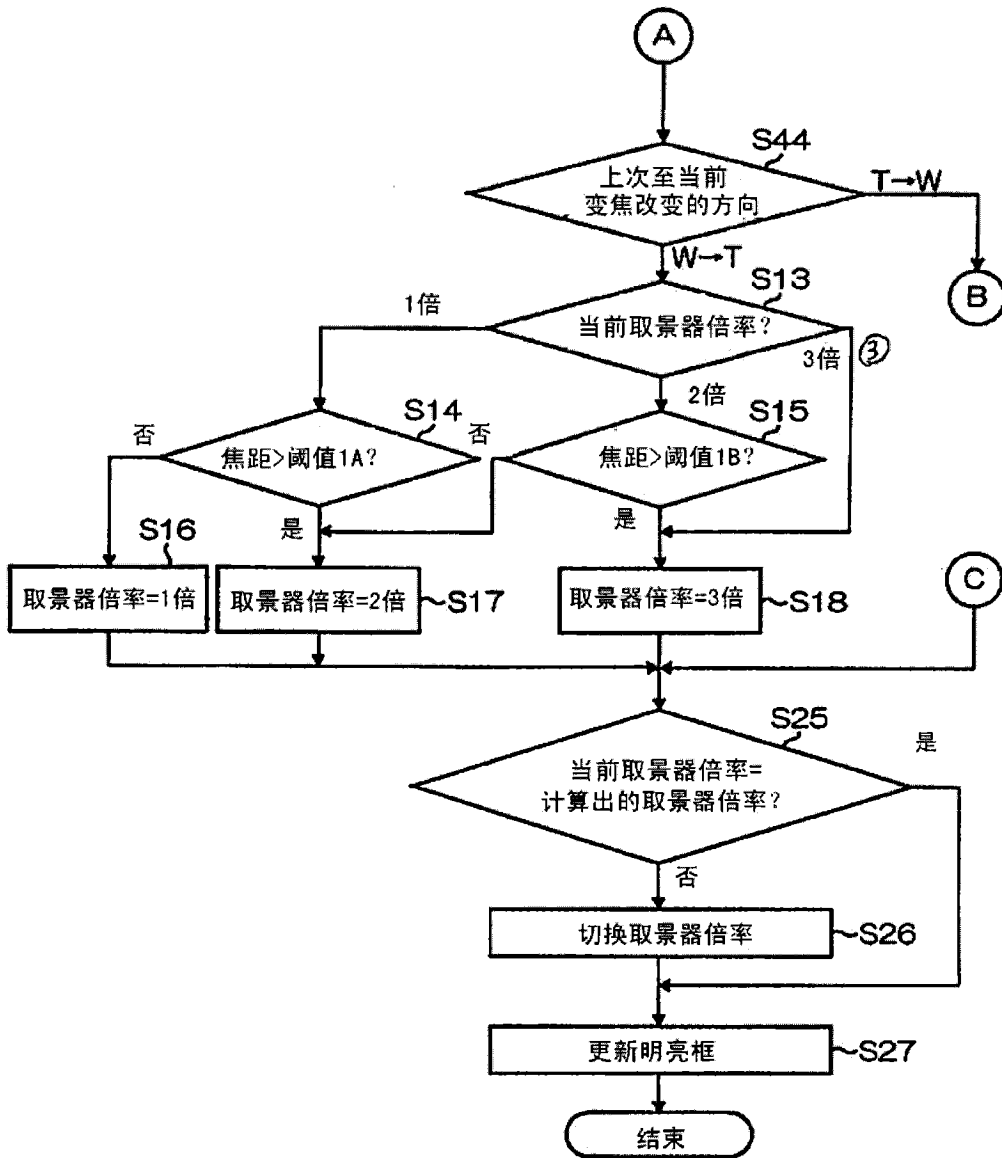 A
S44
上次至当前
变焦改变的方向
T→W
W→T
B
S13
当前取景器倍率?
1倍
3倍
③
2倍
S14
否
焦距>阈值1A?
是
S15
否
焦距>阈值1B?
是
S16
取景器倍率=1倍
取景器倍率=2倍
S17
取景器倍率=3倍
S18
C
S25
当前取景器倍率=
计算出的取景器倍率?
是
否
切换取景器倍率
S26
更新明亮框
S27
结束